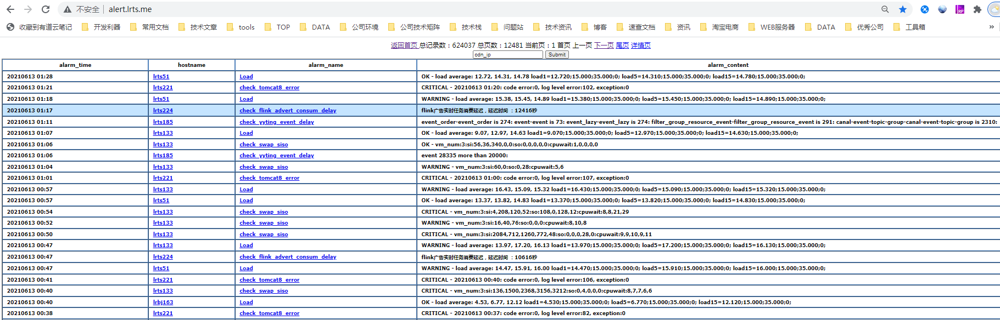 不安全 alert.lrts.me
收藏到有道云笔记 开发利器 常用文档 技术文章 tools TOP DATA 公司环境 公司技术矩阵 技术栈 问题站 技术资讯 博客 速查文档 资讯 淘宝电商 WEB服务器 DATA 优秀公司 工具箱 »
返回首页 总记录数：624037 总页数：12481 当前页：1 首页 上一页 下一页 尾页 详情页
cdn_ip Submit
alarm_time hostname alarm_name alarm_content
20210613 01:28 lrts51 Load OK - load average: 12.72, 14.31, 14.78 load1=12.720;15.000;35.000;0; load5=14.310;15.000;35.000;0; load15=14.780;15.000;35.000;0;
20210613 01:21 lrts221 check_tomcat8_error CRITICAL - 20210613 01:20: code error:0, log level error:102, exception:0
20210613 01:18 lrts51 Load WARNING - load average: 15.38, 15.45, 14.89 load1=15.380;15.000;35.000;0; load5=15.450;15.000;35.000;0; load15=14.890;15.000;35.000;0;
20210613 01:17 lrts224 check_flink_advert_consum_delay flink广告实时任务消费延迟，延迟时间 ：12416秒
20210613 01:11 lrts185 check_yyting_event_delay event_order-event_order is 274: event-event is 73: event_lazy-event_lazy is 274: filter_group_resource_event-filter_group_resource_event is 291: canal-event-topic-group-canal-event-topic-group is 2310:
20210613 01:07 lrts133 Load OK - load average: 9.07, 12.97, 14.63 load1=9.070;15.000;35.000;0; load5=12.970;15.000;35.000;0; load15=14.630;15.000;35.000;0;
20210613 01:06 lrts133 check_swap_siso OK - vm_num:3:si:56,36,340,0,0:so:0,0,0,0,0:cpuwait:1,0,0,0,0
20210613 01:06 lrts185 check_yyting_event_delay event 28335 more than 20000:
20210613 01:04 lrts133 check_swap_siso WARNING - vm_num:3:si:60,0:so:0,28:cpuwait:5,6
20210613 01:01 lrts221 check_tomcat8_error CRITICAL - 20210613 01:00: code error:0, log level error:107, exception:0
20210613 00:57 lrts133 Load WARNING - load average: 16.43, 15.09, 15.32 load1=16.430;15.000;35.000;0; load5=15.090;15.000;35.000;0; load15=15.320;15.000;35.000;0;
20210613 00:57 lrts51 Load OK - load average: 13.37, 13.82, 14.83 load1=13.370;15.000;35.000;0; load5=13.820;15.000;35.000;0; load15=14.830;15.000;35.000;0;
20210613 00:54 lrts133 check_swap_siso CRITICAL - vm_num:3:si:4,208,120,52:so:108,0,128,12:cpuwait:8,8,21,29
20210613 00:52 lrts133 check_swap_siso WARNING - vm_num:3:si:16,40,76:so:0,0,0:cpuwait:8,10,8
20210613 00:50 lrts133 check_swap_siso CRITICAL - vm_num:3:si:2084,712,1260,772,48:so:0,0,0,28,0:cpuwait:9,9,10,9,11
20210613 00:47 lrts133 Load WARNING - load average: 13.97, 17.20, 16.13 load1=13.970;15.000;35.000;0; load5=17.200;15.000;35.000;0; load15=16.130;15.000;35.000;0;
20210613 00:47 lrts224 check_flink_advert_consum_delay flink广告实时任务消费延迟，延迟时间 ：10616秒
20210613 00:47 lrts51 Load WARNING - load average: 14.47, 15.91, 16.00 load1=14.470;15.000;35.000;0; load5=15.910;15.000;35.000;0; load15=16.000;15.000;35.000;0;
20210613 00:41 lrts221 check_tomcat8_error CRITICAL - 20210613 00:40: code error:0, log level error:106, exception:0
20210613 00:40 lrts133 check_swap_siso CRITICAL - vm_num:3:si:136,1500,2368,3156,3212:so:0,4,0,0,0:cpuwait:8,7,7,6,6
20210613 00:40 lrbj163 Load OK - load average: 4.53, 6.77, 12.12 load1=4.530;15.000;35.000;0; load5=6.770;15.000;35.000;0; load15=12.120;15.000;35.000;0;
20210613 00:38 lrts221 check_tomcat8_error CRITICAL - 20210613 00:37: code error:0, log level error:82, exception:0